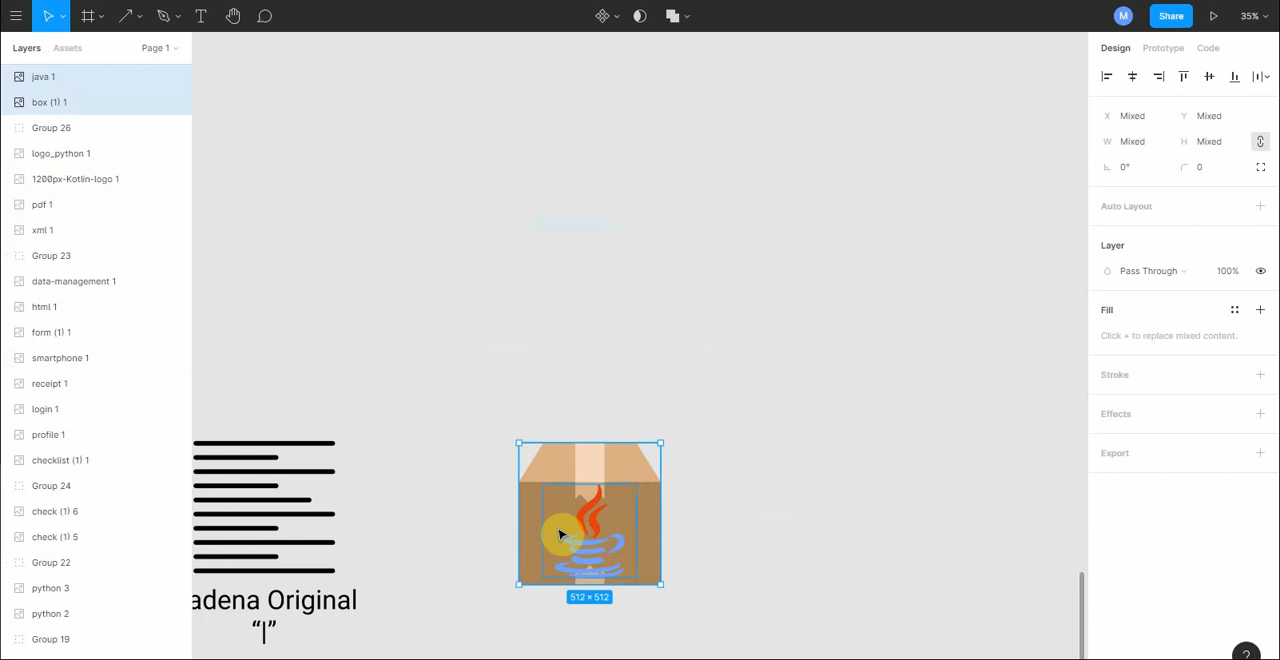 M
Share
35%
Layers
Assets
Page 1
Design
Prototype
Code
java 1
box (1) 1
Group 26
logo_python 1
1200px-Kotlin-logo 1
pdf 1
xml 1
Group 23
data-management 1
html 1
form (1) 1
smartphone 1
receipt 1
login 1
profile 1
checklist (1) 1
Group 24
check (1) 6
check (1) 5
Group 22
python 3
python 2
Group 19
adena Original
“|”
512 × 512
X Mixed
Y Mixed
W Mixed
H Mixed
0°
0
Auto Layout
Layer
Pass Through
100%
Fill
Click + to replace mixed content.
Stroke
Effects
Export
?